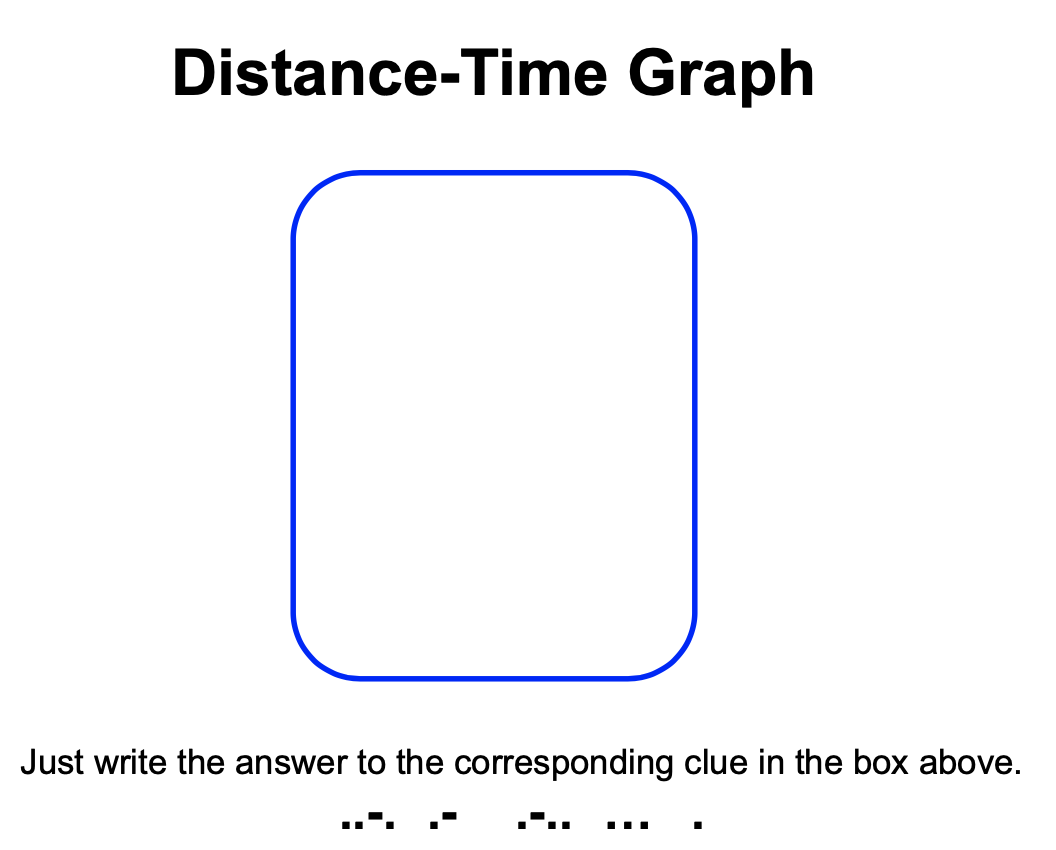 Distance-Time Graph
Just write the answer to the corresponding clue in the box above.
..-. .- .-.. ... .